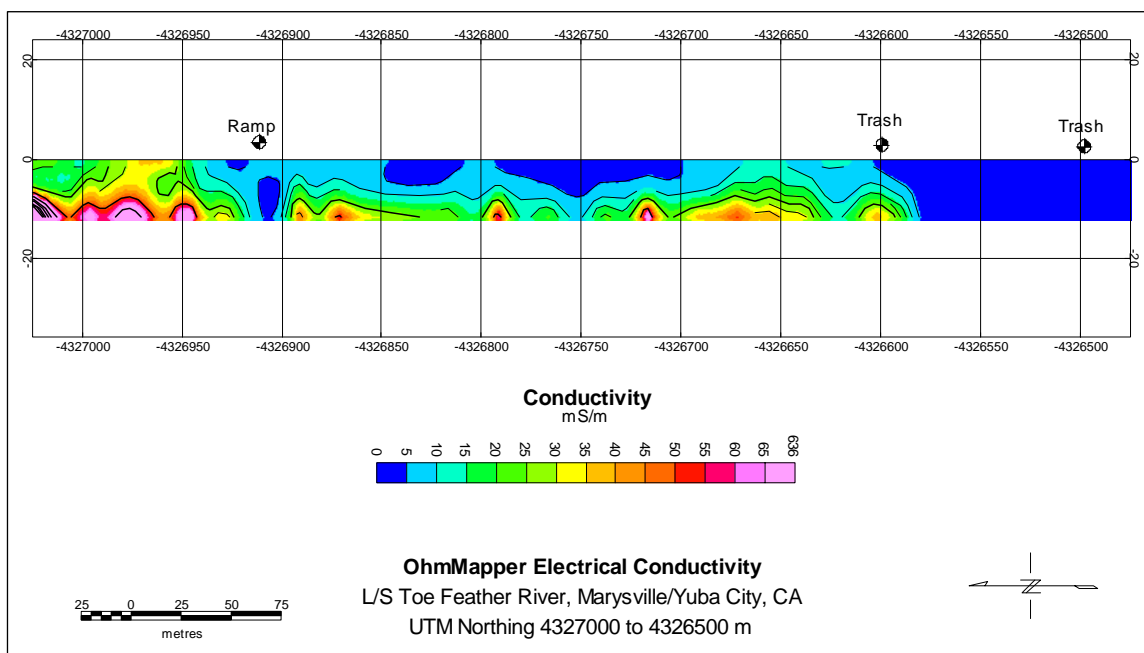 -4327000 -4326950 -4326900 -4326850 -4326800 -4326750 -4326700 -4326650 -4326600 -4326550 -4326500
20 20
Ramp Trash Trash
0 0
-20 -20
-4327000 -4326950 -4326900 -4326850 -4326800 -4326750 -4326700 -4326650 -4326600 -4326550 -4326500
Conductivity
mS/m
0 5 10 15 20 25 30 35 40 45 50 55 60 65 636
OhmMapper Electrical Conductivity
L/S Toe Feather River, Marysville/Yuba City, CA
UTM Northing 4327000 to 4326500 m
25 0 25 50 75
metres
N